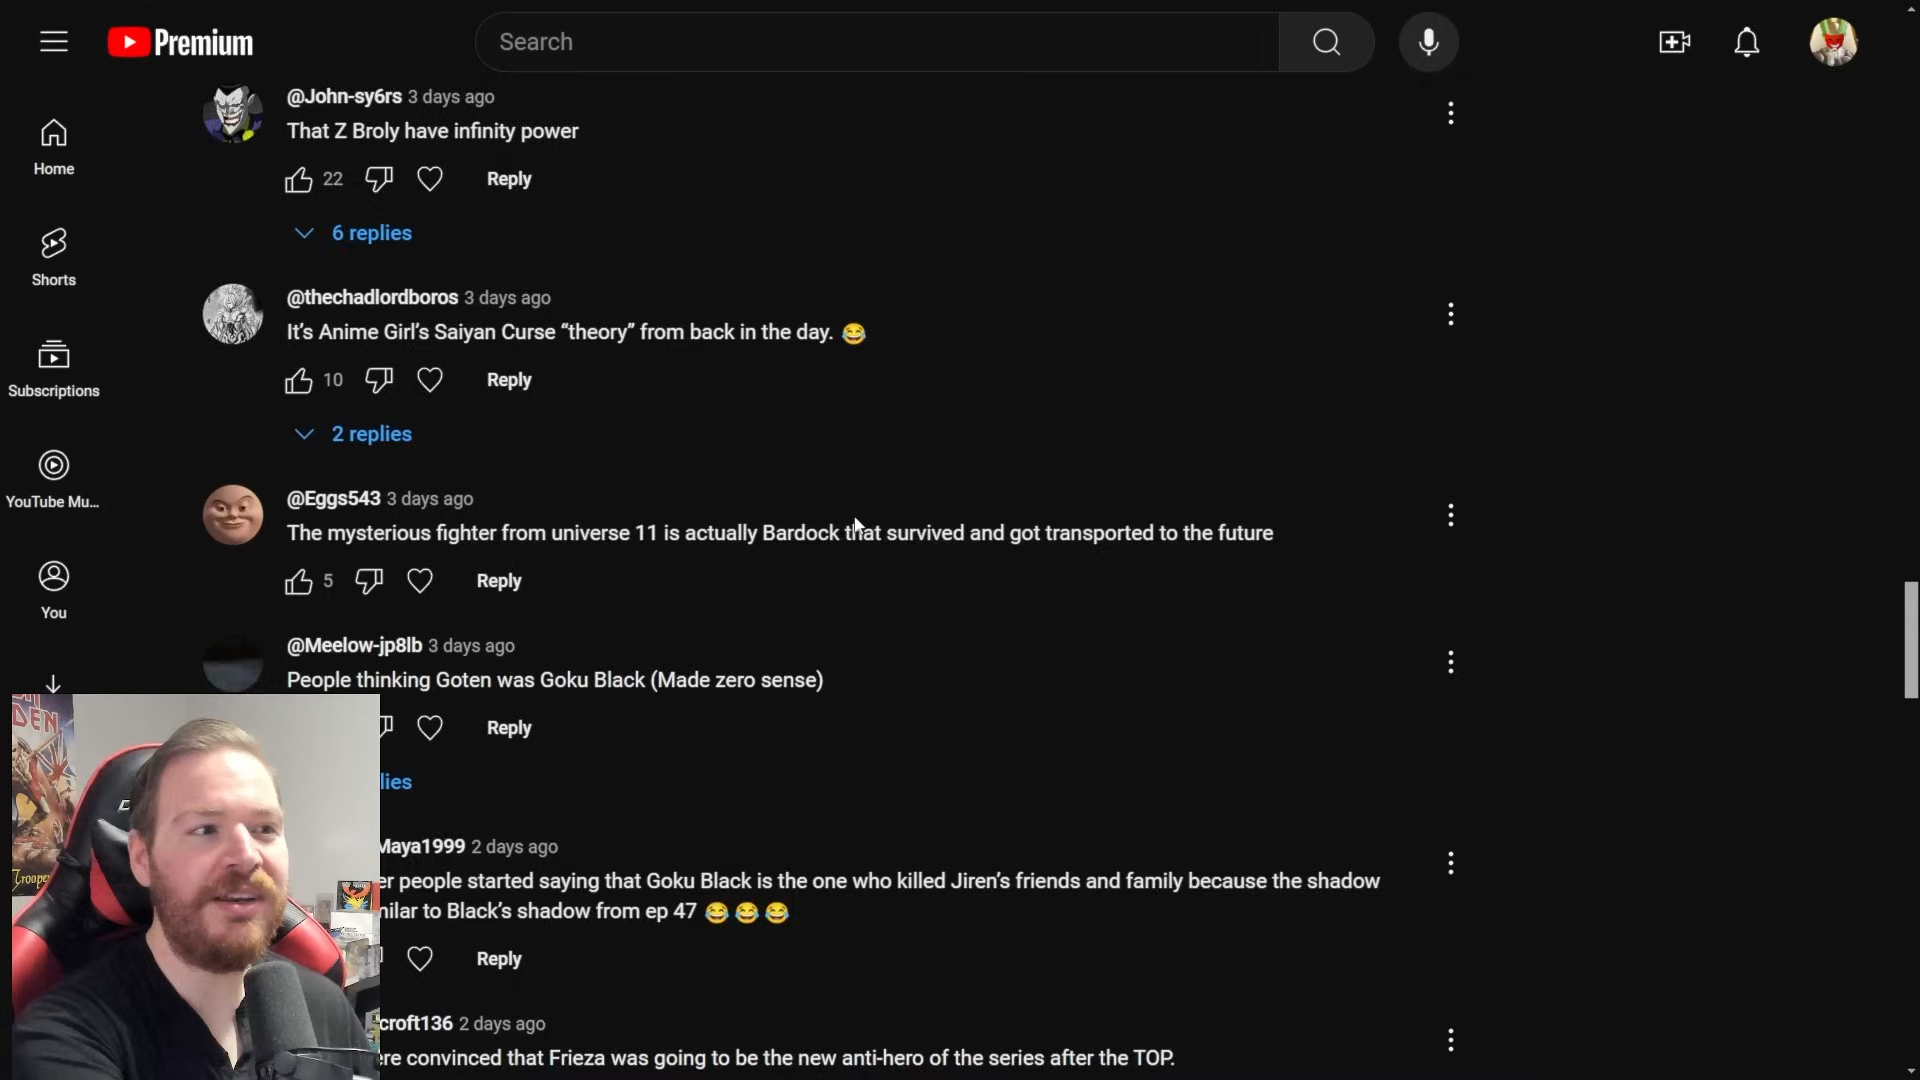 Premium
Search
@John-sy6rs 3 days ago
That Z Broly have infinity power
22
Reply
6 replies
@thechadlordboros 3 days ago
It's Anime Girl's Saiyan Curse “theory” from back in the day. 😂
10
Reply
2 replies
@Eggs543 3 days ago
The mysterious fighter from universe 11 is actually Bardock that survived and got transported to the future
5
Reply
@Meelow-jp8lb 3 days ago
People thinking Goten was Goku Black (Made zero sense)
Reply
lies
Maya1999 2 days ago
er people started saying that Goku Black is the one who killed Jiren's friends and family because the shadow
milar to Black's shadow from ep 47 😂😂😂
Reply
croft136 2 days ago
ere convinced that Frieza was going to be the new anti-hero of the series after the TOP.
Home
Shorts
Subscriptions
YouTube Mu...
You
DEN
Trooper